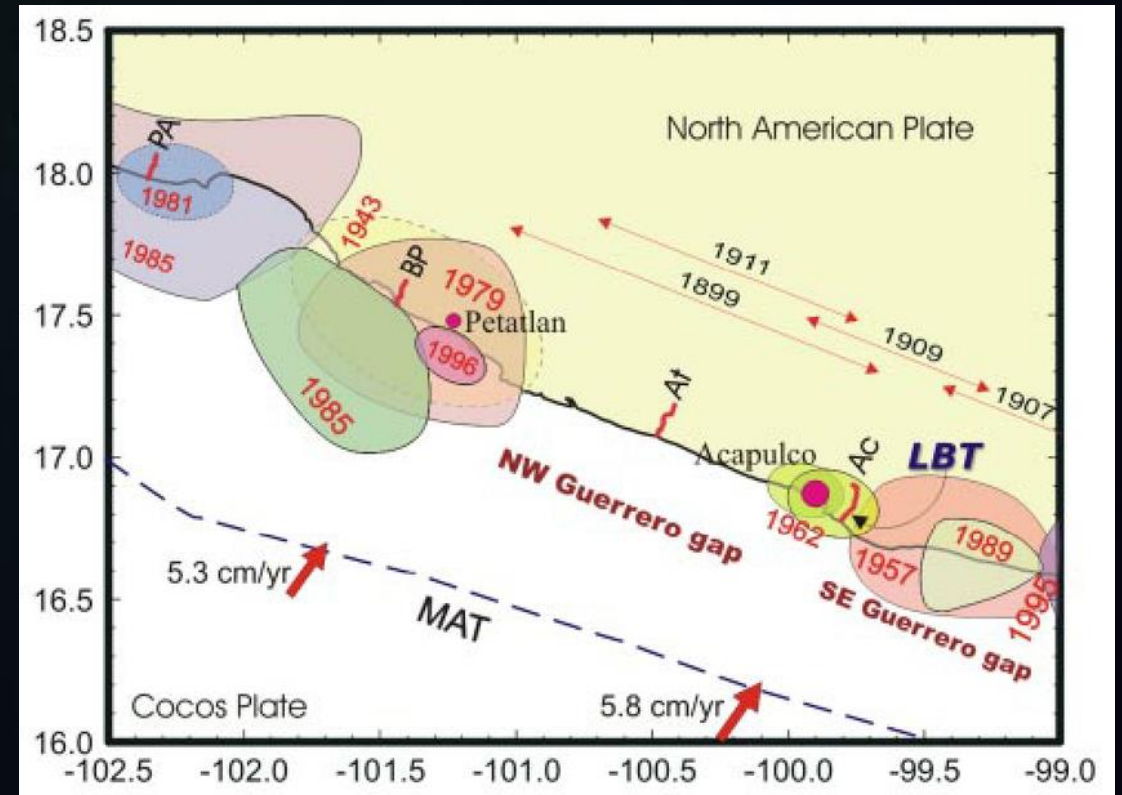 18.5
18.0
17.5
17.0
16.5
16.0
-102.5
-102.0
-101.5
-101.0
-100.5
-100.0
-99.5
-99.0
North American Plate
PA
1981
1985
1943
BP
1979
Petatlan
1996
1985
1911
1899
1909
1907
At
Acapulco
Ac
LBT
NW Guerrero gap
1962
1957
1989
1995
SE Guerrero gap
5.3 cm/yr
MAT
5.8 cm/yr
Cocos Plate